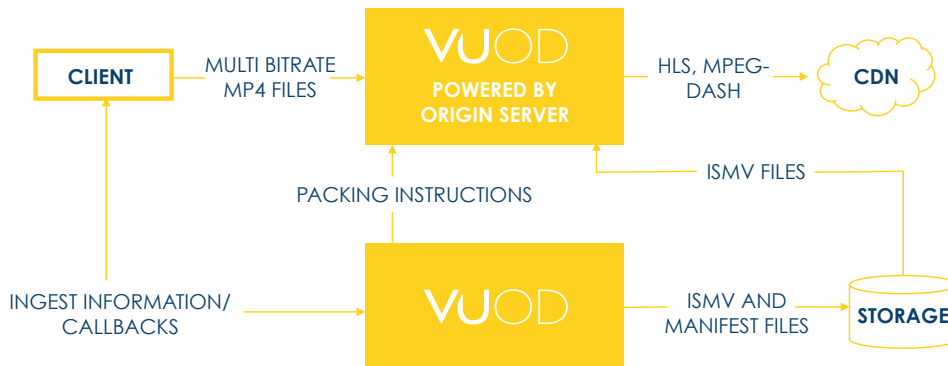 CLIENT
MULTI BITRATE
MP4 FILES
VUOD
POWERED BY
ORIGIN SERVER
HLS, MPEG-
DASH
CDN
PACKING INSTRUCTIONS
ISMV FILES
INGEST INFORMATION/
CALLBACKS
VUOD
ISMV AND
MANIFEST FILES
STORAGE